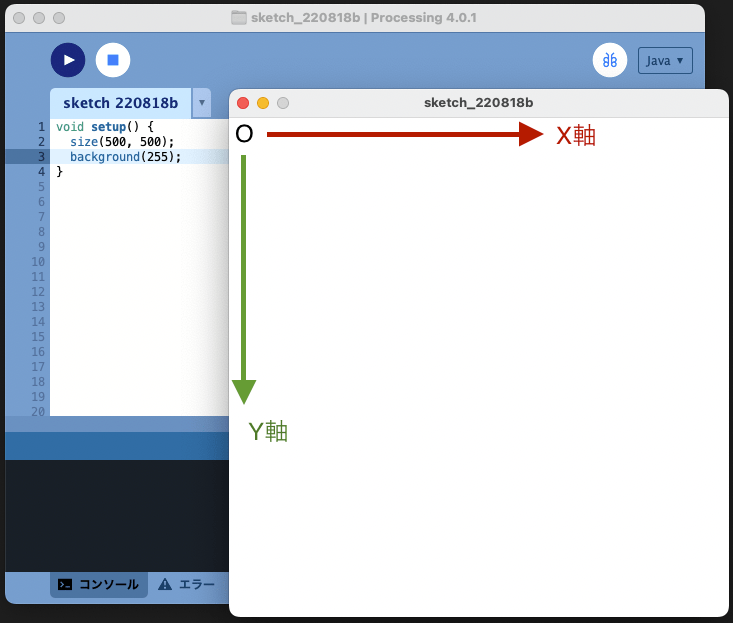 sketch_220818b | Processing 4.0.1
Java ▼
sketch 220818b ▼
1 void setup() {
2 size(500, 500);
3 background(255);
4 }
5
6
7
8
9
10
11
12
13
14
15
16
17
18
19
20
コンソール
エラー
sketch_220818b
O
X軸
Y軸